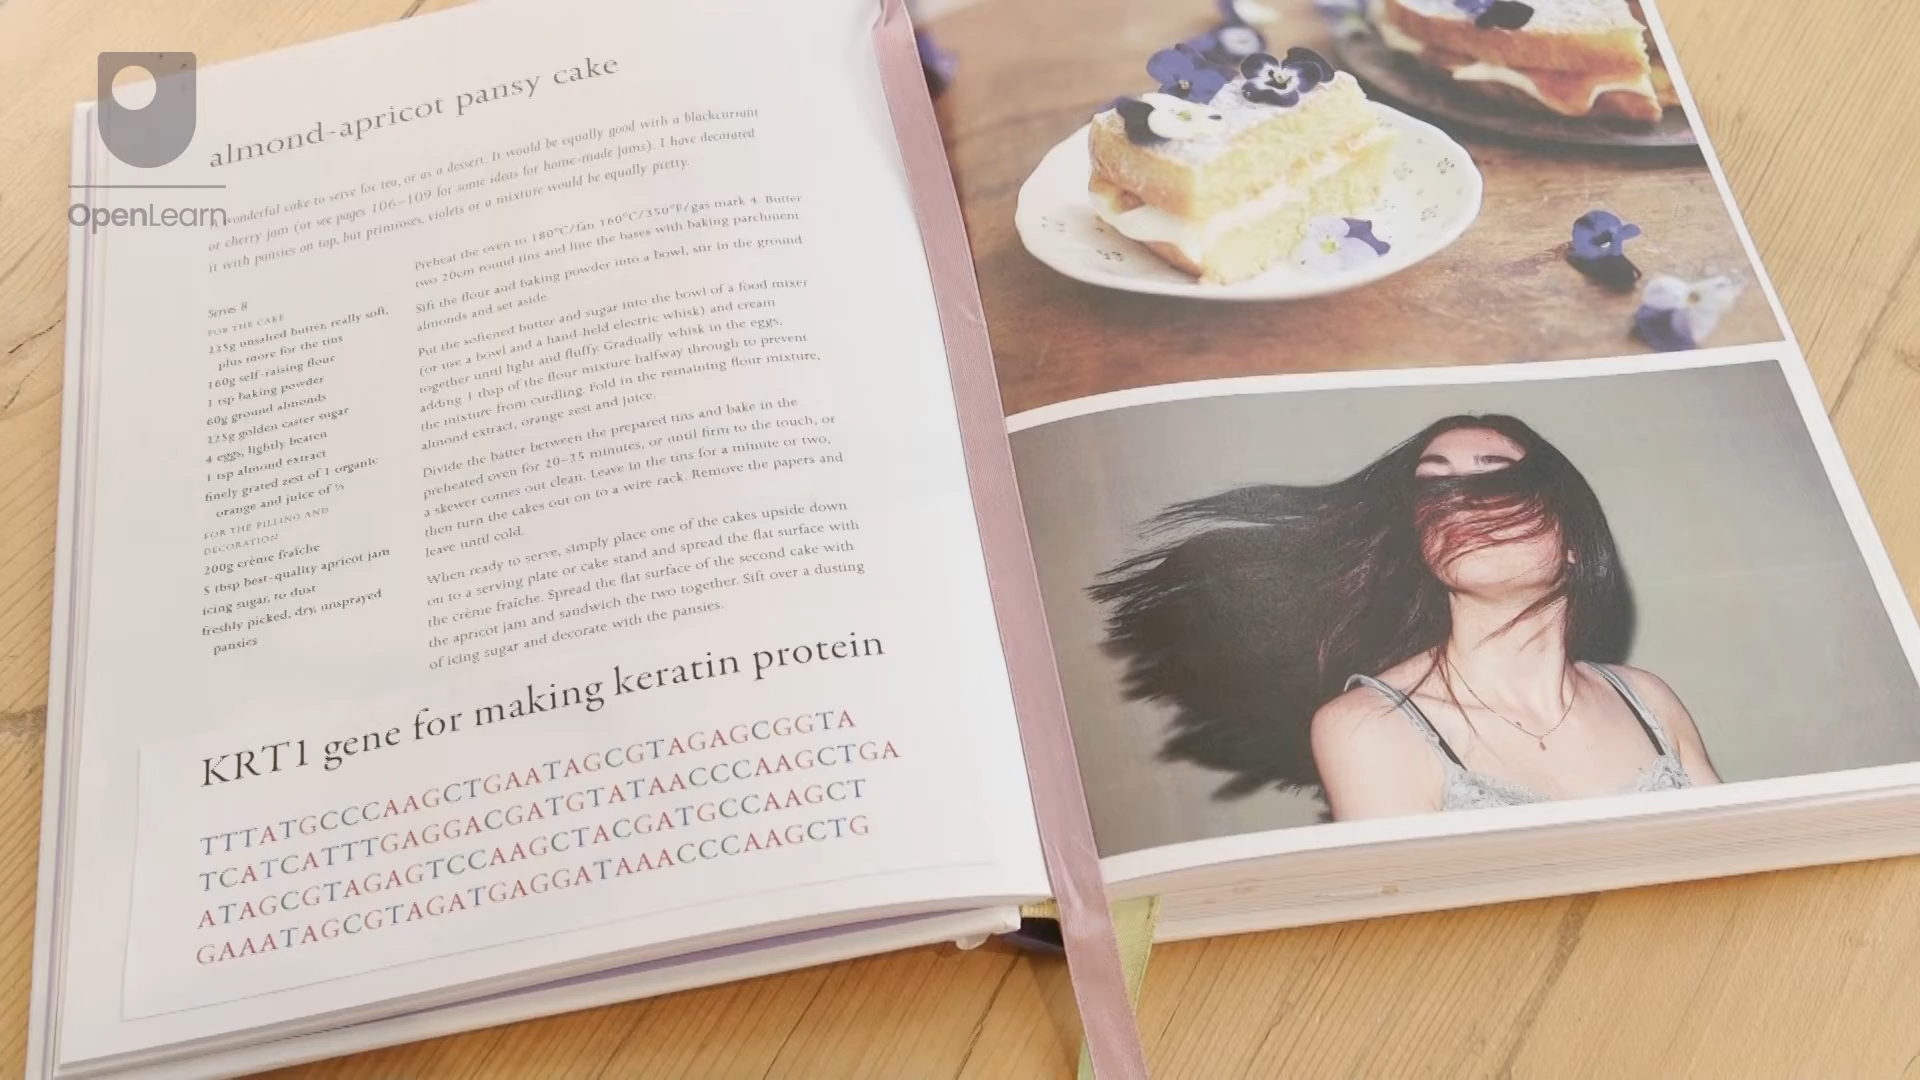 OpenLearn
almond-apricot pansy cake
A wonderful cake to serve for tea, or as a dessert. It would be equally good with a blackcurrant
or cherry jam (or see pages 106–109 for some ideas for home-made jams). I have decorated
it with pansies on top, but primroses, violets or a mixture would be equally pretty.
Serves 8
FOR THE CAKE
225g unsalted butter, really soft,
plus more for the tins
160g self-raising flour
1 tsp baking powder
60g ground almonds
225g golden caster sugar
4 eggs, lightly beaten
1 tsp almond extract
finely grated zest of 1 organic
orange and juice of ½
FOR THE FILLING AND
DECORATION
200g crème fraîche
5 tbsp best-quality apricot jam
icing sugar, to dust
freshly picked, dry, unsprayed
pansies
Preheat the oven to 180°C/fan 160°C/350°F/gas mark 4. Butter
two 20cm round tins and line the bases with baking parchment
Sift the flour and baking powder into a bowl, stir in the ground
almonds and set aside.
Put the softened butter and sugar into the bowl of a food mixer
(or use a bowl and a hand-held electric whisk) and cream
together until light and fluffy. Gradually whisk in the eggs,
adding 1 tbsp of the flour mixture halfway through to prevent
the mixture from curdling. Fold in the remaining flour mixture,
almond extract, orange zest and juice.
Divide the batter between the prepared tins and bake in the
preheated oven for 20–25 minutes, or until firm to the touch, or
a skewer comes out clean. Leave in the tins for a minute or two,
then turn the cakes out on to a wire rack. Remove the papers and
leave until cold.
When ready to serve, simply place one of the cakes upside down
on to a serving plate or cake stand and spread the flat surface with
the crème fraîche. Spread the flat surface of the second cake with
the apricot jam and sandwich the two together. Sift over a dusting
of icing sugar and decorate with the pansies.
KRT1 gene for making keratin protein
TTTATGCCCAAGCTGAATAGCGTAGAGCGGTA
TCATCATTTGAGGACGATGTATAACCCAAGCTGA
ATAGCGTAGAGTCCAAGCTACGATGCCAAGCT
GAAATAGCGTAGATGAGGATAAACCCAAGCTG